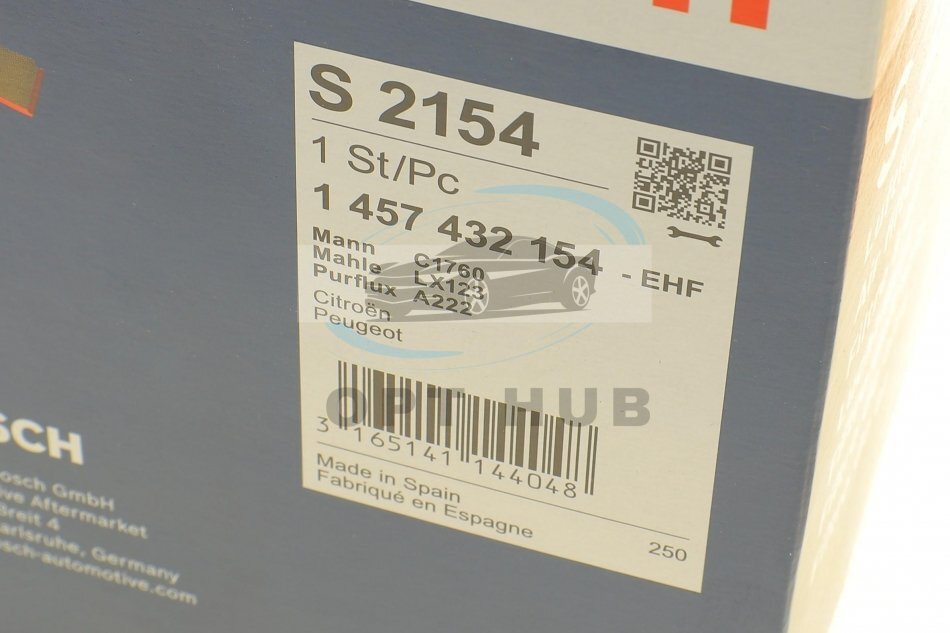 S 2154
1 St/Pc
1 457 432 154 - EHF
Mann C1760
Mahle LX123
Purflux A222
Citroën
Peugeot
OPT HUB
3 165141 144048
Made in Spain
Fabriqué en Espagne
250
SCH
osch GmbH
ive Aftermarket
Breit 4
arlsruhe, Germany
osch-automotive.com